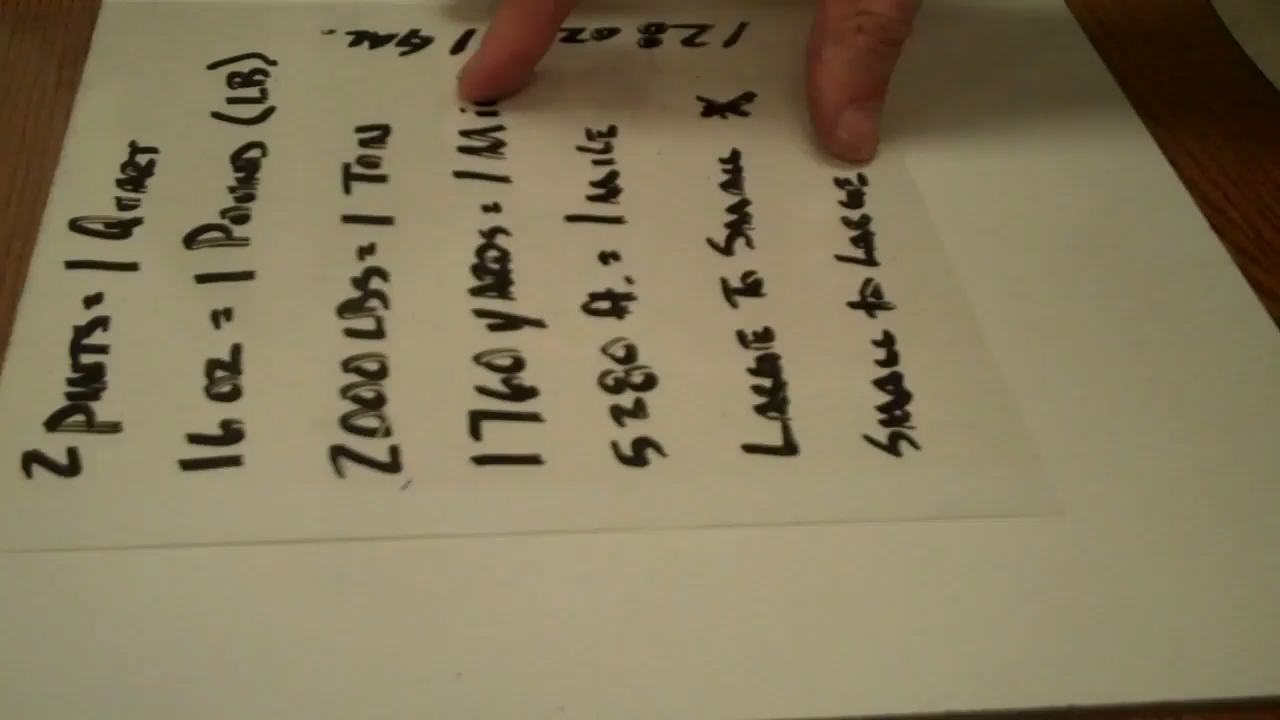 2 PINTS = 1 QUART
16 OZ = 1 POUND (LB)
2000 LBS = 1 TON
1760 YARDS = 1 Mi
5280 ft. = 1 MILE
LARGE To SMALL X
SMALL to LARGE
128 OZ 1 GAL.